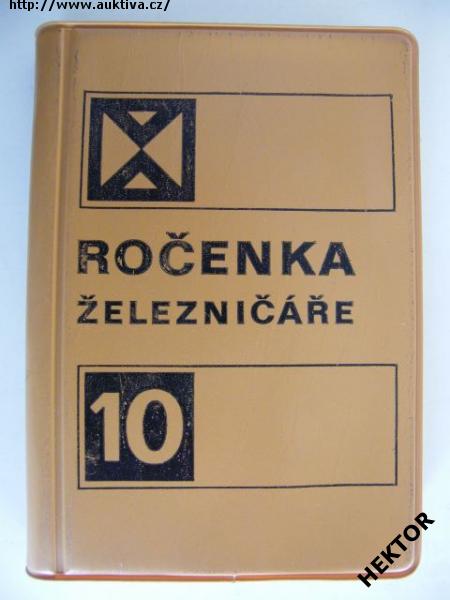 http://www.auktiva.cz/
ROČENKA
ŽELEZNIČÁŘE
10
HEKTOR